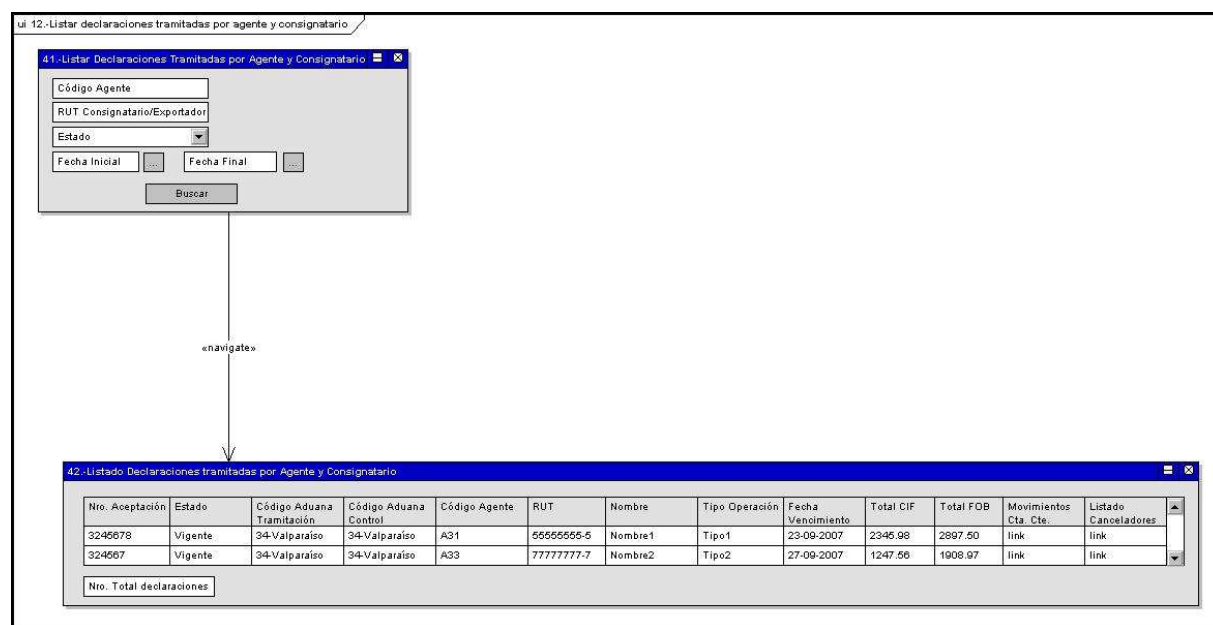 ui 12.-Listar declaraciones tramitadas por agente y consignatario
41.-Listar Declaraciones Tramitadas por Agente y Consignatario
Código Agente
RUT Consignatario/Exportador
Estado
Fecha Inicial ... Fecha Final ...
Buscar
«navigate»
42.-Listado Declaraciones tramitadas por Agente y Consignatario
Nro. Aceptación Estado Código Aduana Tramitación Código Aduana Control Código Agente RUT Nombre Tipo Operación Fecha Vencimiento Total CIF Total FOB Movimientos Cta. Cte. Listado Canceladores
3245678 Vigente 34-Valparaíso 34-Valparaíso A31 55555555-5 Nombre1 Tipo1 23-09-2007 2345.98 2897.50 link link
324567 Vigente 34-Valparaíso 34-Valparaíso A33 77777777-7 Nombre2 Tipo2 27-09-2007 1247.56 1908.97 link link
Nro. Total declaraciones